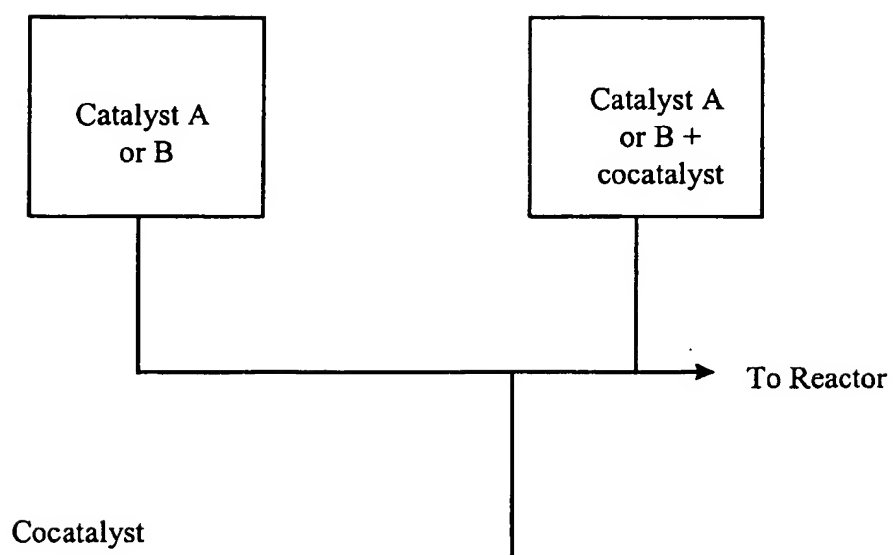 Catalyst A
or B
Catalyst A
or B +
cocatalyst
To Reactor
Cocatalyst